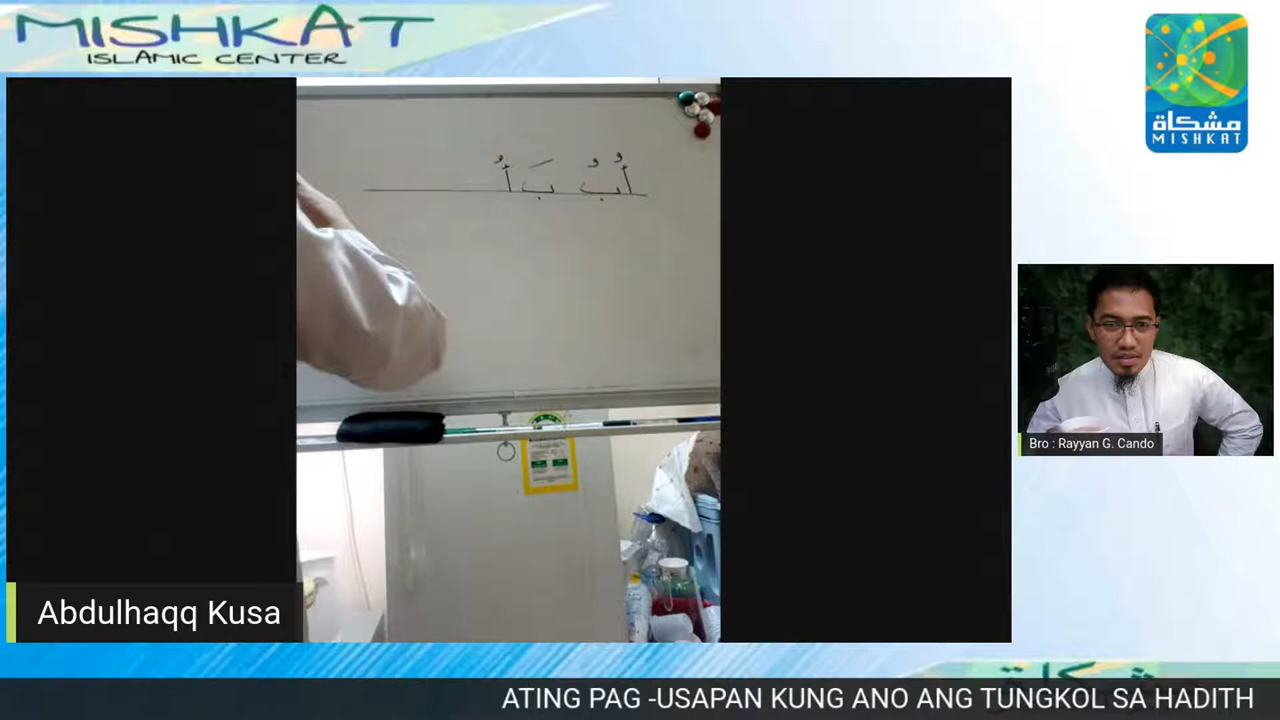 MISHKAT
ISLAMIC CENTER
مشكاة
MISHKAT
أُبُ بَ أُ
Bro : Rayyan G. Cando
Abdulhaqq Kusa
ATING PAG -USAPAN KUNG ANO ANG TUNGKOL SA HADITH